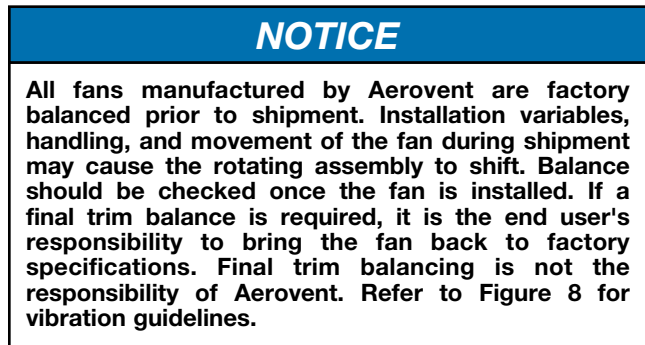 NOTICE
All fans manufactured by Aerovent are factory
balanced prior to shipment. Installation variables,
handling, and movement of the fan during shipment
may cause the rotating assembly to shift. Balance
should be checked once the fan is installed. If a
final trim balance is required, it is the end user's
responsibility to bring the fan back to factory
specifications. Final trim balancing is not the
responsibility of Aerovent. Refer to Figure 8 for
vibration guidelines.